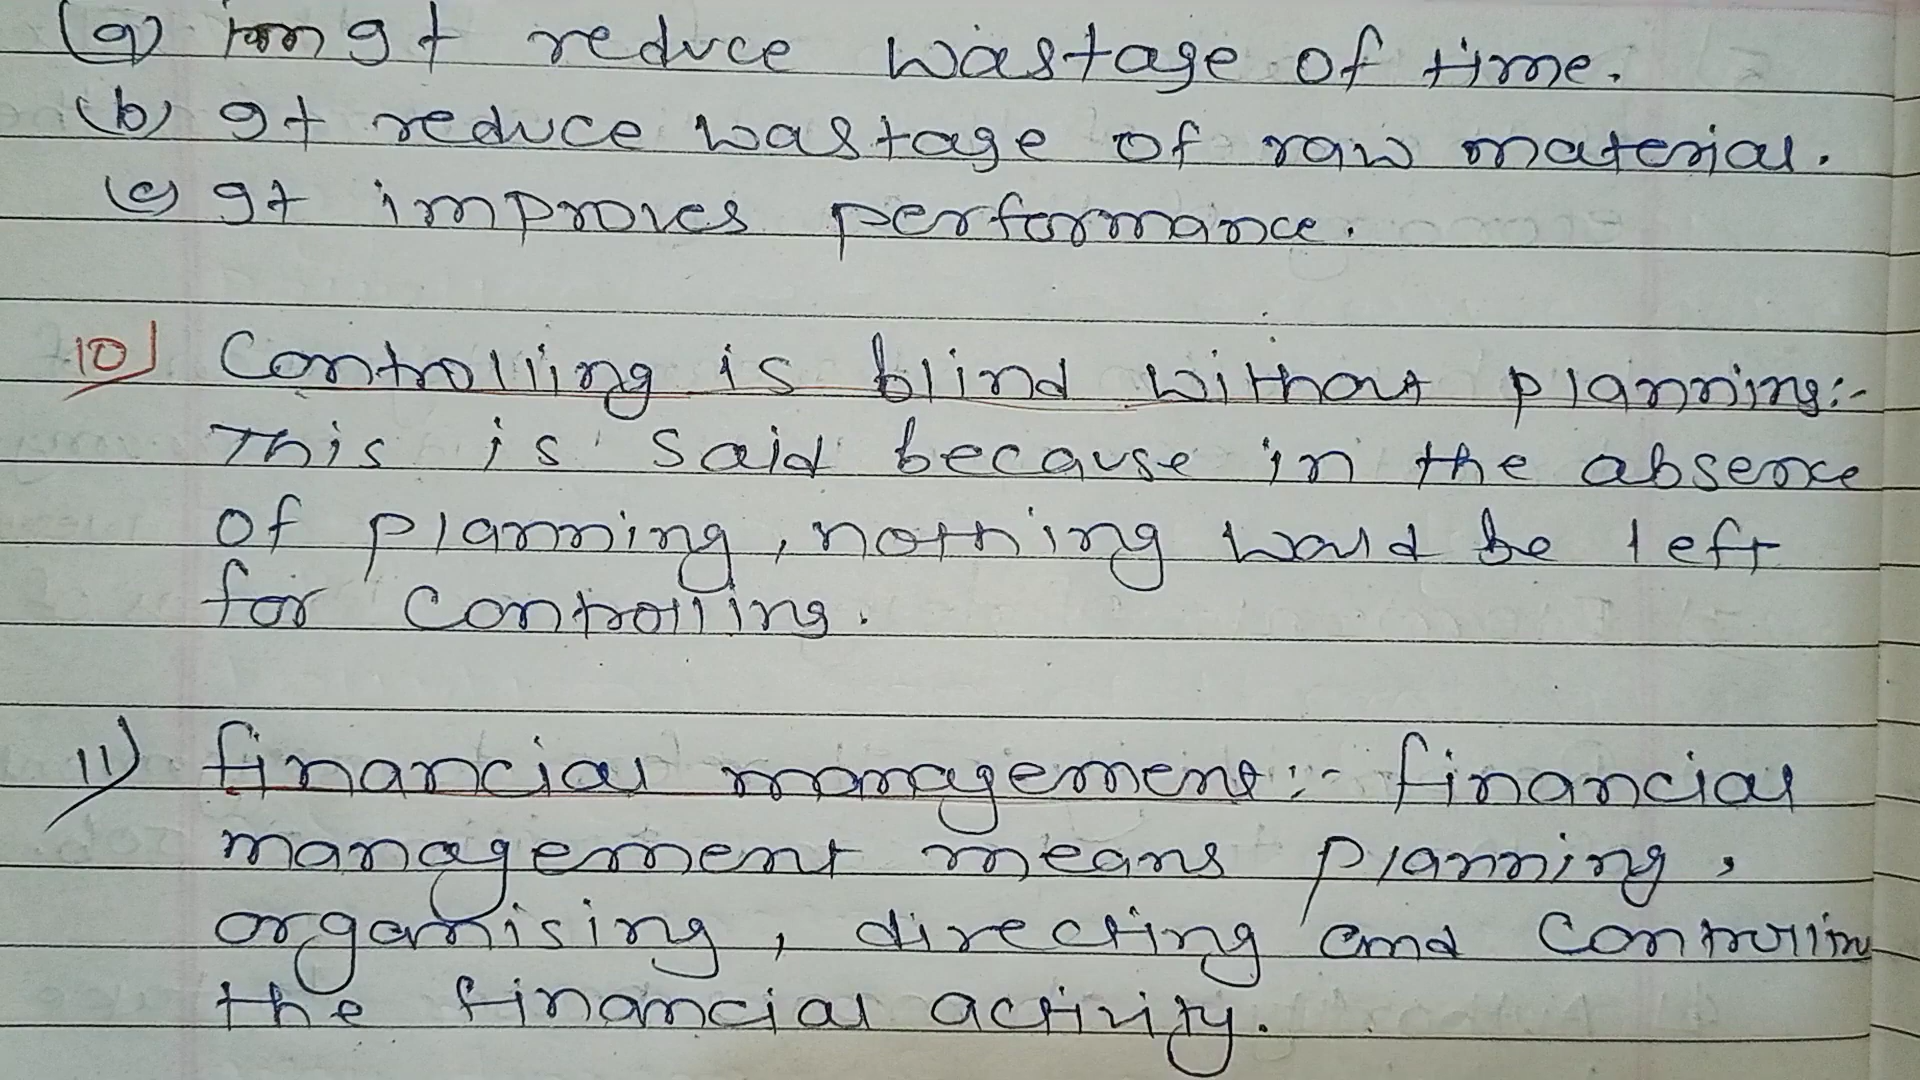 (a) It reduce wastage of time.
(b) It reduce wastage of raw material.
(c) It improves performance.
10) Controlling is blind without planning:-
This is said because in the absence
of planning, nothing would be left
for controlling.
11) financial management:- financial
management means planning,
organising, directing and controllin
the financial activity.